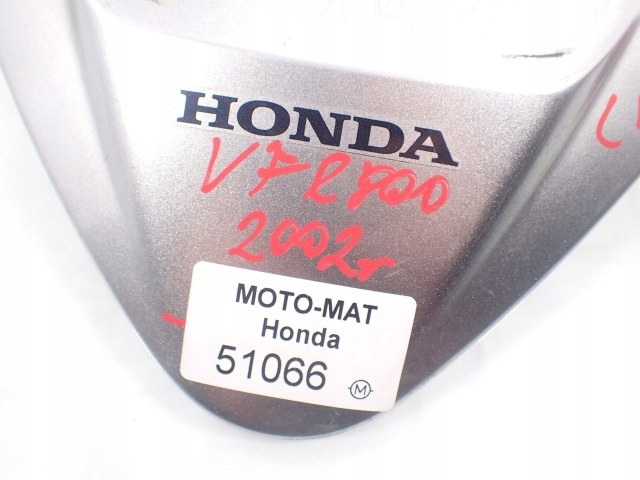 HONDA
VFR800
2002r
MOTO-MAT
Honda
51066
M